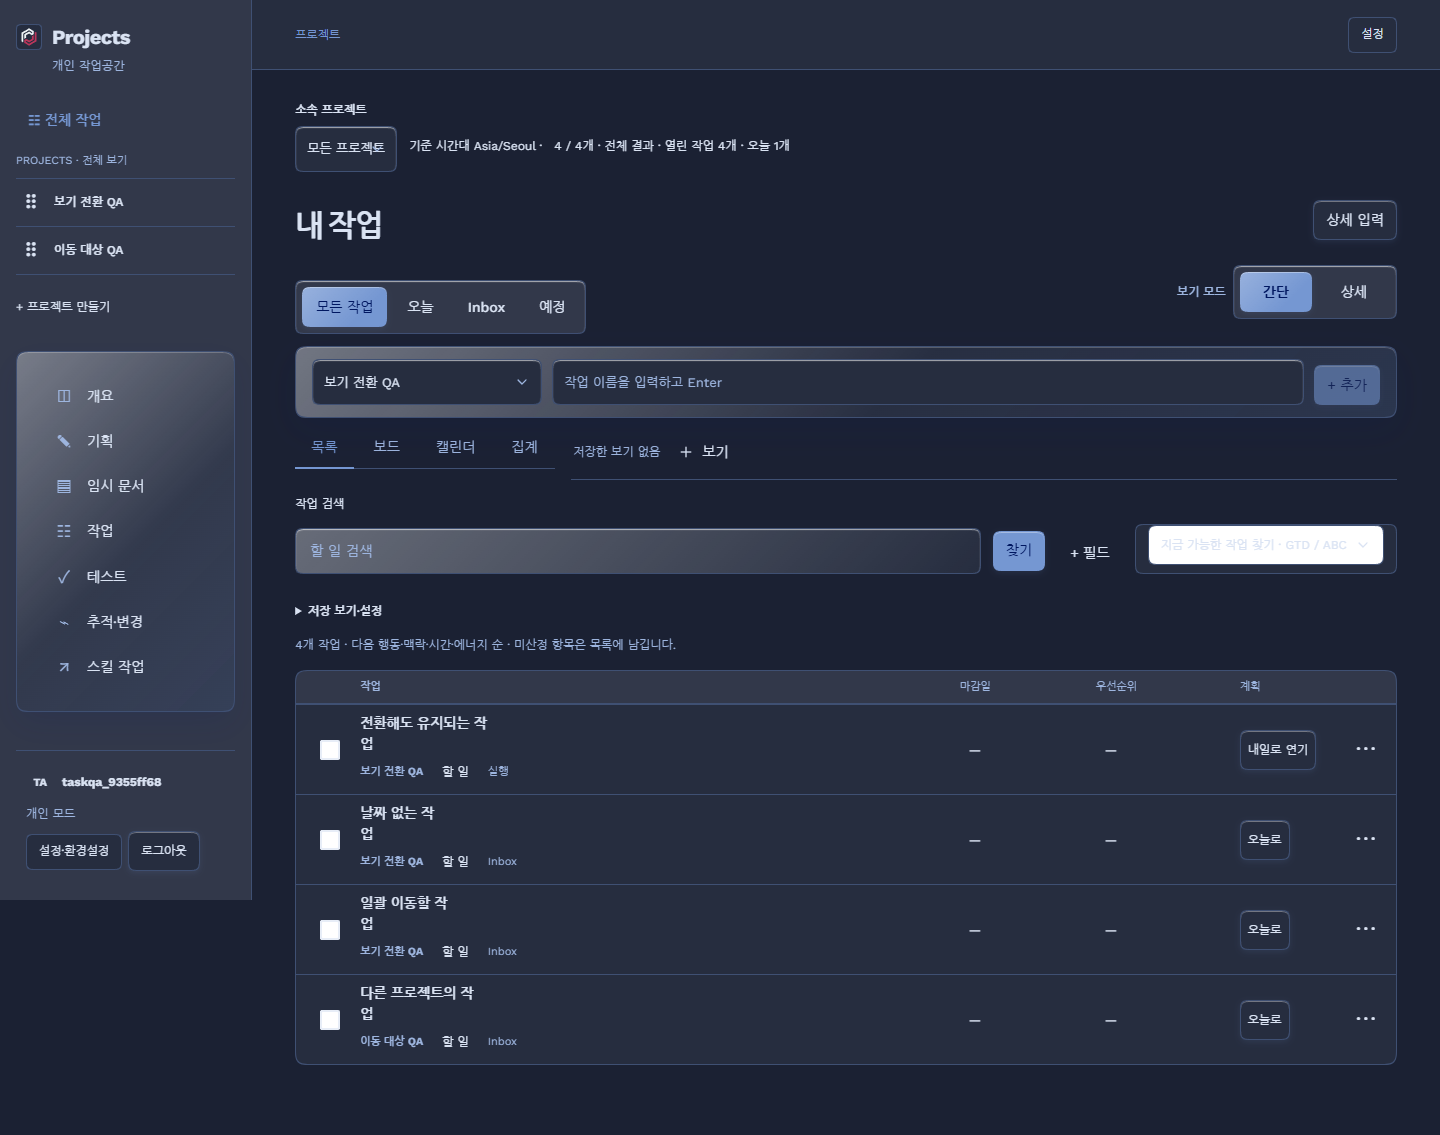 Projects
개인 작업공간
전체 작업
PROJECTS · 전체 보기
보기 전환 QA
이동 대상 QA
+ 프로젝트 만들기
개요
기획
임시 문서
작업
테스트
추적·변경
스킬 작업
TA taskqa_9355ff68
개인 모드
설정·환경설정 로그아웃
프로젝트
설정
소속 프로젝트
모든 프로젝트 기준 시간대 Asia/Seoul · 4 / 4개 · 전체 결과 · 열린 작업 4개 · 오늘 1개
내 작업
상세 입력
모든 작업 오늘 Inbox 예정
보기 모드 간단 상세
보기 전환 QA 작업 이름을 입력하고 Enter + 추가
목록 보드 캘린더 집계 저장한 보기 없음 + 보기
작업 검색
할 일 검색 찾기 + 필드 지금 가능한 작업 찾기 · GTD / ABC
▶ 저장 보기·설정
4개 작업 · 다음 행동·맥락·시간·에너지 순 · 미산정 항목은 목록에 남깁니다.
작업 마감일 우선순위 계획
전환해도 유지되는 작
업
보기 전환 QA 할 일 실행
— — 내일로 연기 ···
날짜 없는 작
업
보기 전환 QA 할 일 Inbox
— — 오늘로 ···
일괄 이동할 작
업
보기 전환 QA 할 일 Inbox
— — 오늘로 ···
다른 프로젝트의 작
업
이동 대상 QA 할 일 Inbox
— — 오늘로 ···